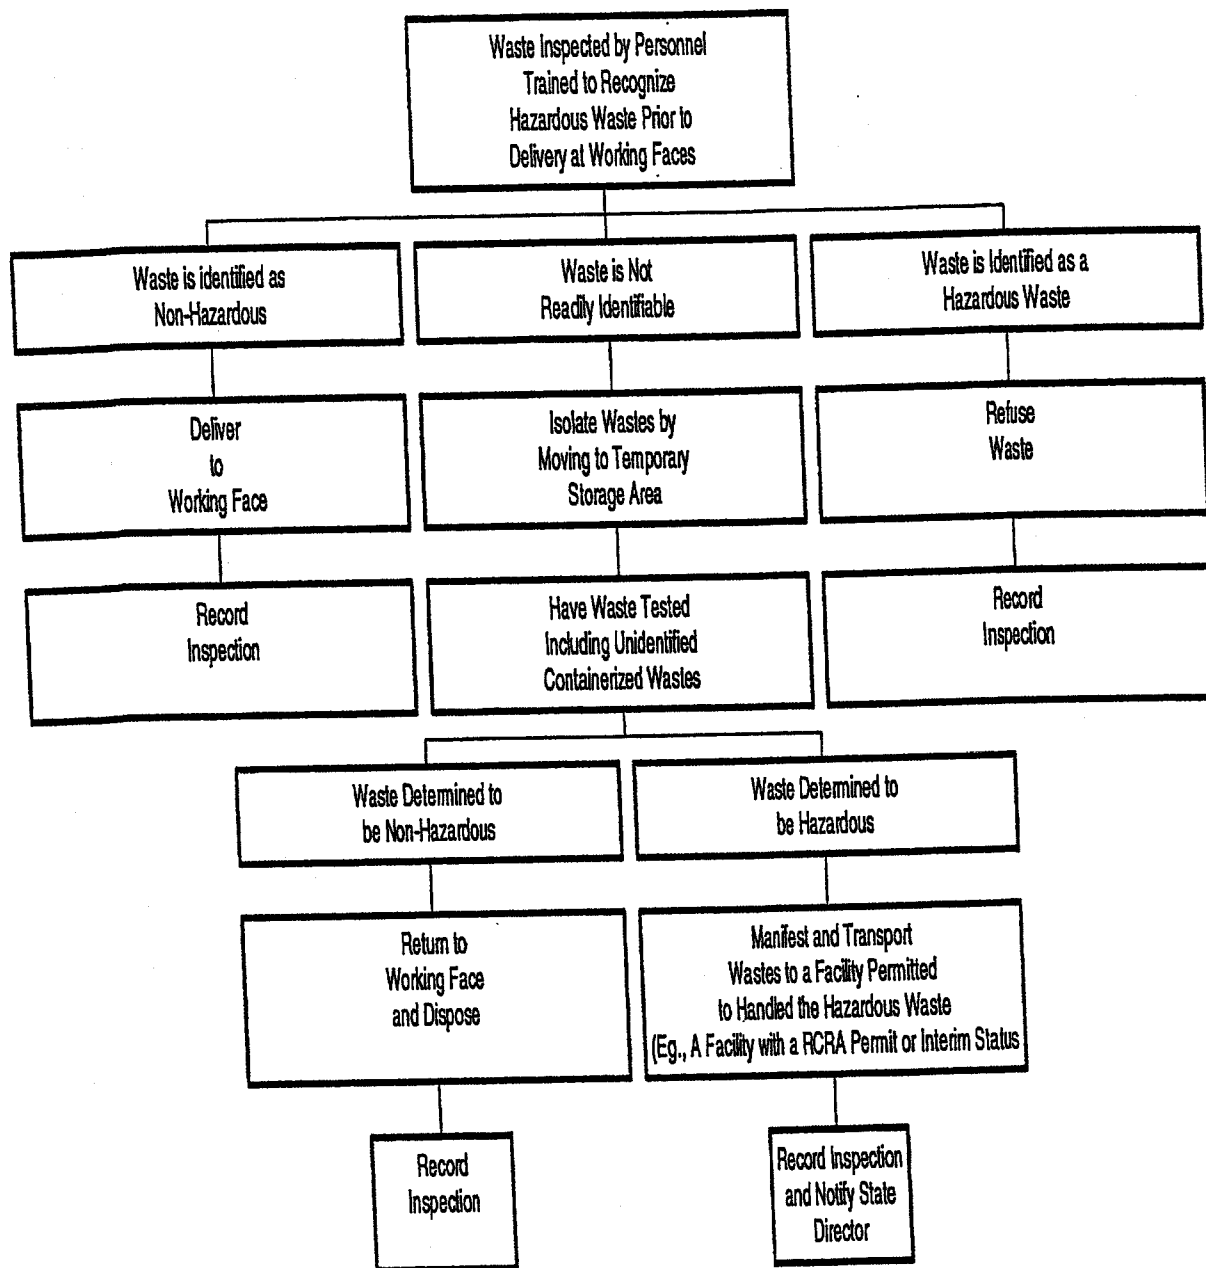 Waste Inspected by Personnel
Trained to Recognize
Hazardous Waste Prior to
Delivery at Working Faces
Waste is identified as
Non-Hazardous
Waste is Not
Readily Identifiable
Waste is Identified as a
Hazardous Waste
Deliver
to
Working Face
Isolate Wastes by
Moving to Temporary
Storage Area
Refuse
Waste
Record
Inspection
Have Waste Tested
Including Unidentified
Containerized Wastes
Record
Inspection
Waste Determined to
be Non-Hazardous
Waste Determined to
be Hazardous
Return to
Working Face
and Dispose
Manifest and Transport
Wastes to a Facility Permitted
to Handled the Hazardous Waste
(Eg., A Facility with a RCRA Permit or Interim Status
Record
Inspection
Record Inspection
and Notify State
Director